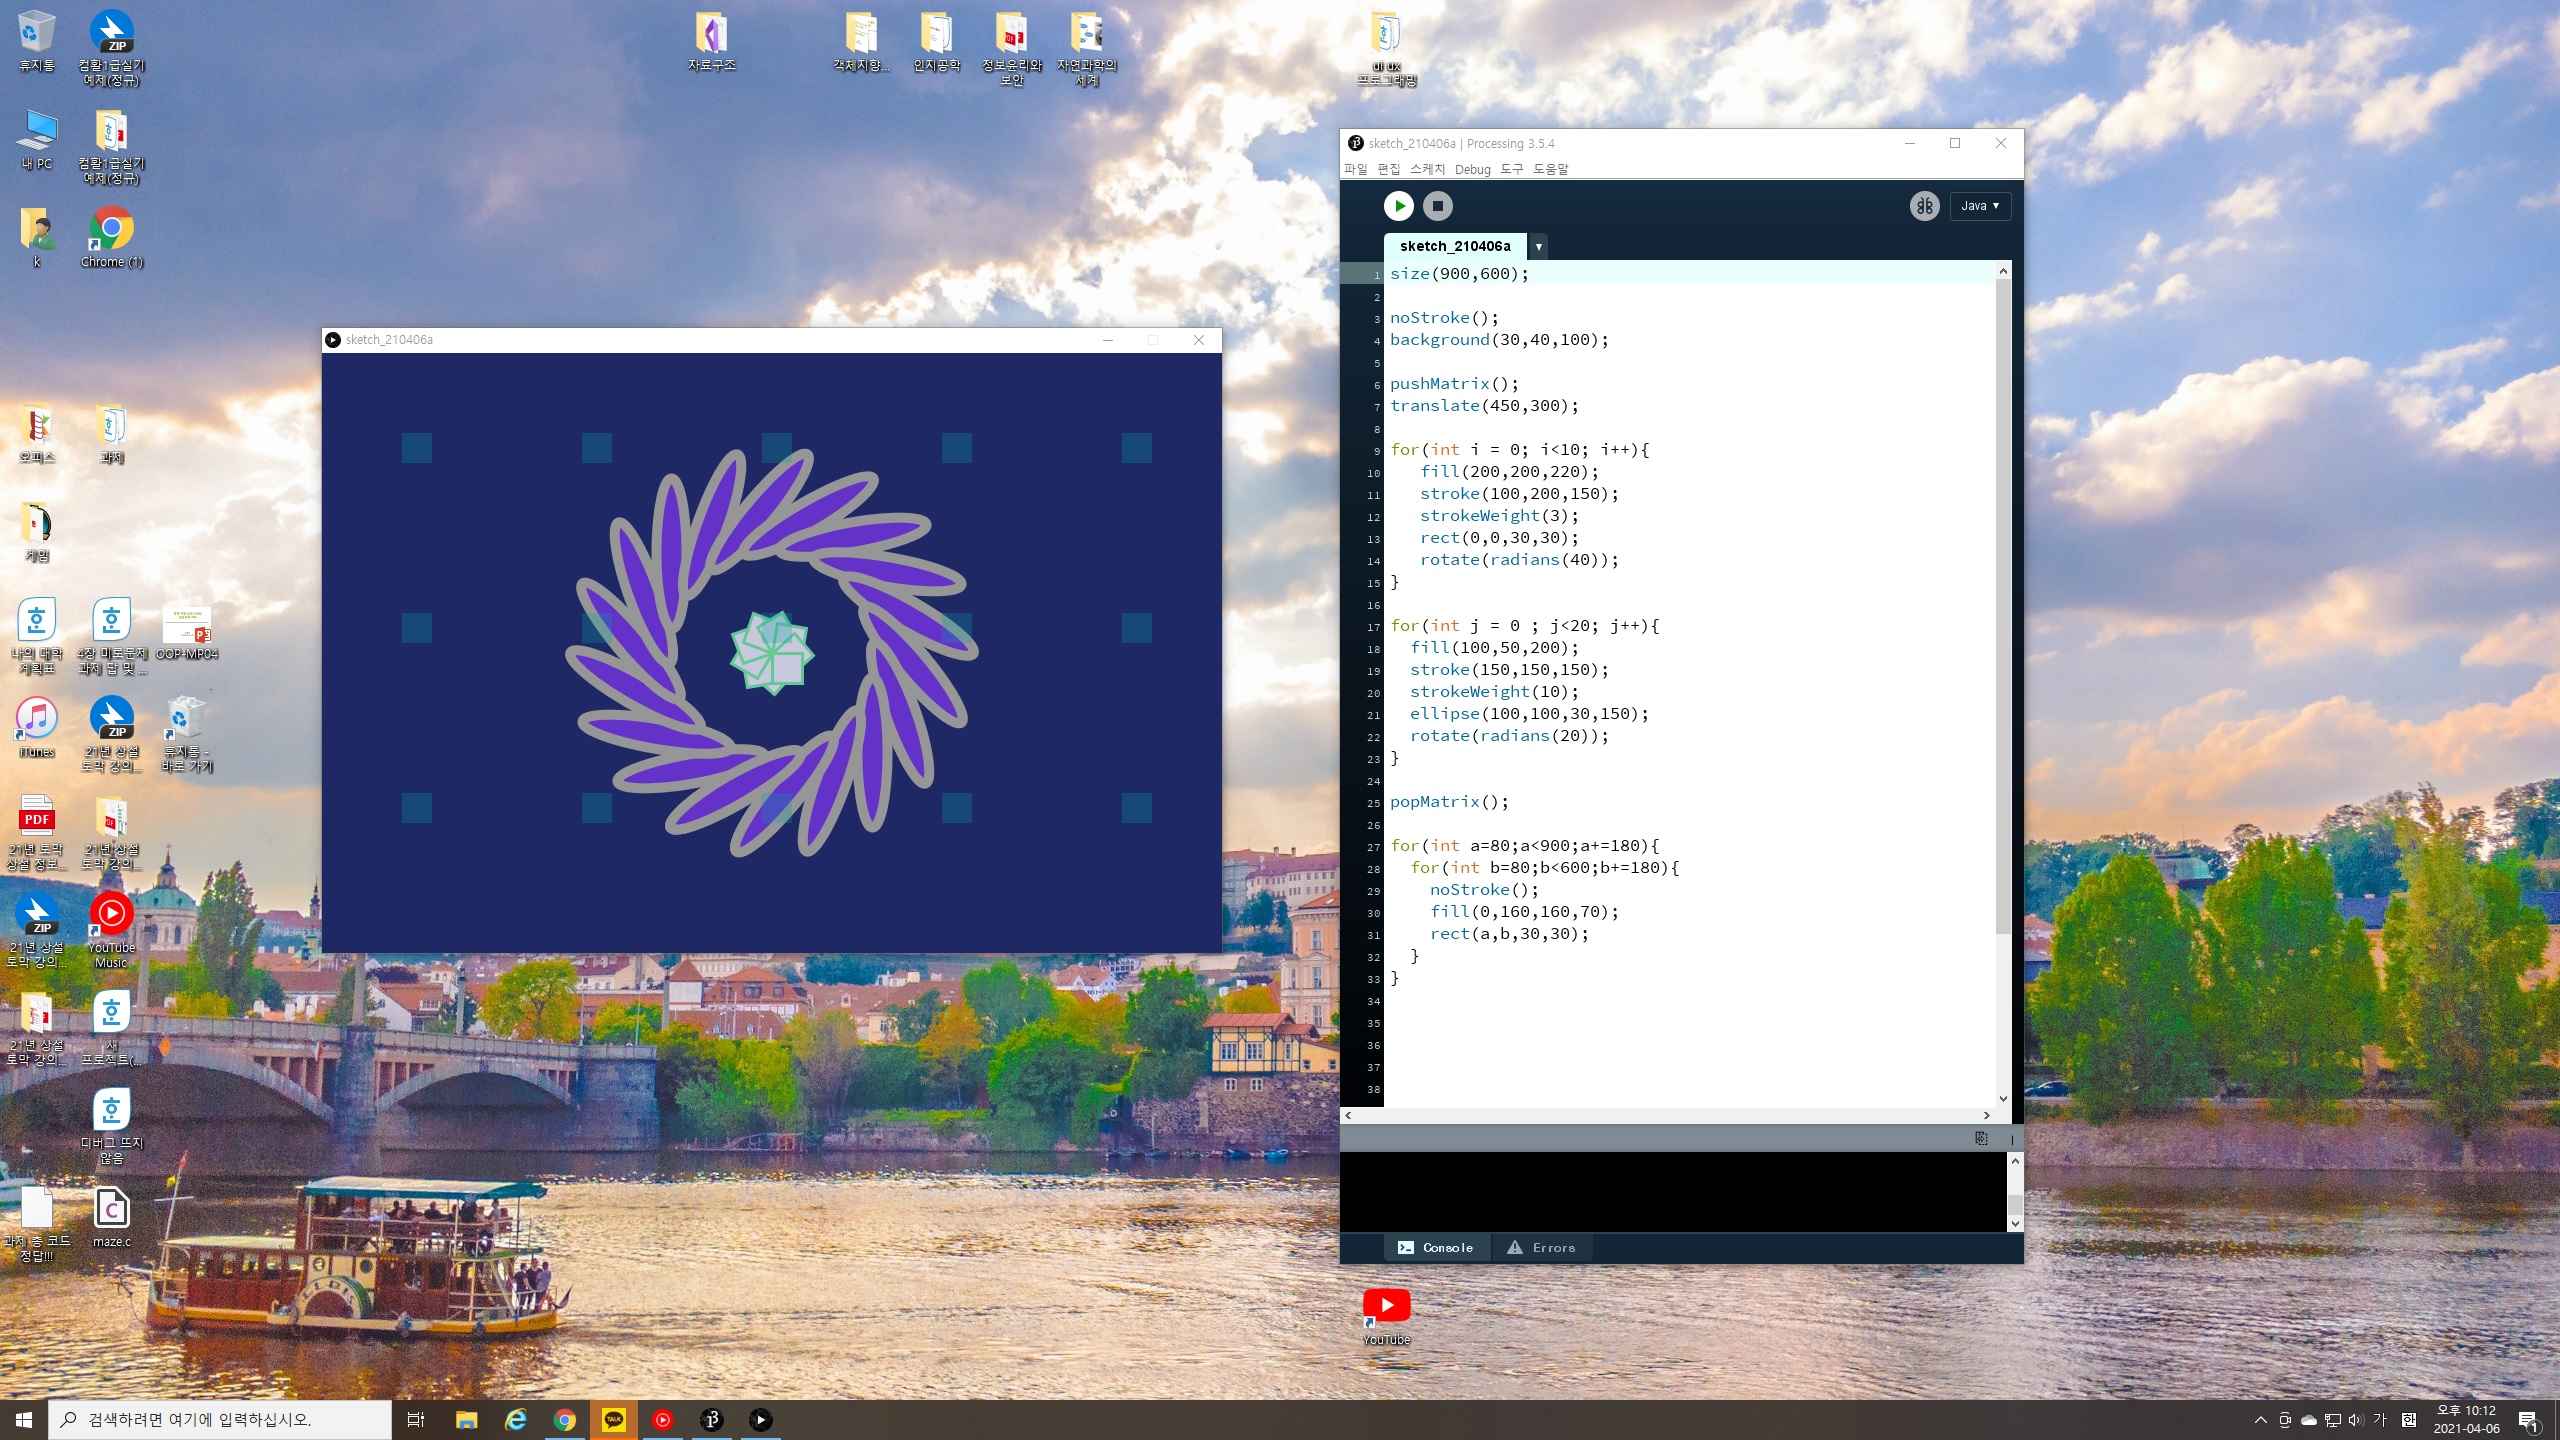 휴지통
컴활1급실기
예제(정규)
자료구조
객체지향...
인지공학
정보윤리와
보안
자연과학의
세계
ui ux
프로그래밍
내 PC
컴활1급실기
예제(정규)
k
Chrome (1)
오피스
과제
게임
나의 대학
계획표
4장 미로문제
과제 답 및 ...
OOP-MP04
iTunes
ZIP
21년 상설
토막 강의...
휴지통 -
바로 가기
PDF
21년 토막
상설 정보...
21년 상설
토막 강의...
ZIP
21년 상설
토막 강의...
YouTube
Music
21년 상설
토막 강의...
새
프로젝트(...
디버그 뜨지
않음
과제 총 코드
정답!!!
maze.c
YouTube
sketch_210406a
sketch_210406a | Processing 3.5.4
파일 편집 스케치 Debug 도구 도움말
Java ▾
sketch_210406a
1 size(900,600);
2
3 noStroke();
4 background(30,40,100);
5
6 pushMatrix();
7 translate(450,300);
8
9 for(int i = 0; i<10; i++){
10 fill(200,200,220);
11 stroke(100,200,150);
12 strokeWeight(3);
13 rect(0,0,30,30);
14 rotate(radians(40));
15 }
16
17 for(int j = 0 ; j<20; j++){
18 fill(100,50,200);
19 stroke(150,150,150);
20 strokeWeight(10);
21 ellipse(100,100,30,150);
22 rotate(radians(20));
23 }
24
25 popMatrix();
26
27 for(int a=80;a<900;a+=180){
28 for(int b=80;b<600;b+=180){
29 noStroke();
30 fill(0,160,160,70);
31 rect(a,b,30,30);
32 }
33 }
34
35
36
37
38
Console
Errors
검색하려면 여기에 입력하십시오.
TALK
가
오후 10:12
2021-04-06
1